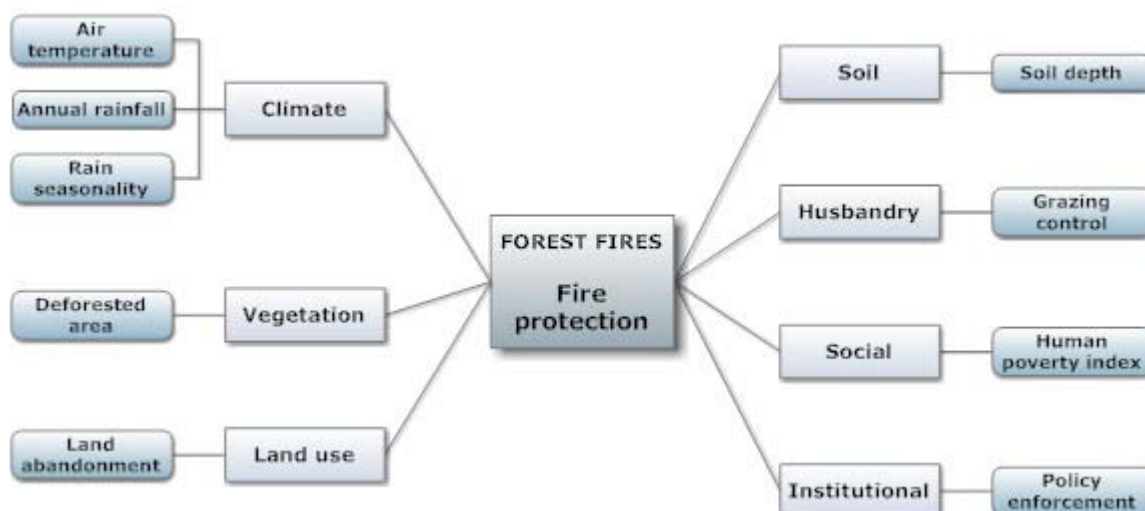 Air
temperature
Annual rainfall
Rain
seasonality
Climate
Deforested
area
Vegetation
Land
abandonment
Land use
FOREST FIRES
Fire
protection
Soil
Soil depth
Husbandry
Grazing
control
Social
Human
poverty index
Institutional
Policy
enforcement